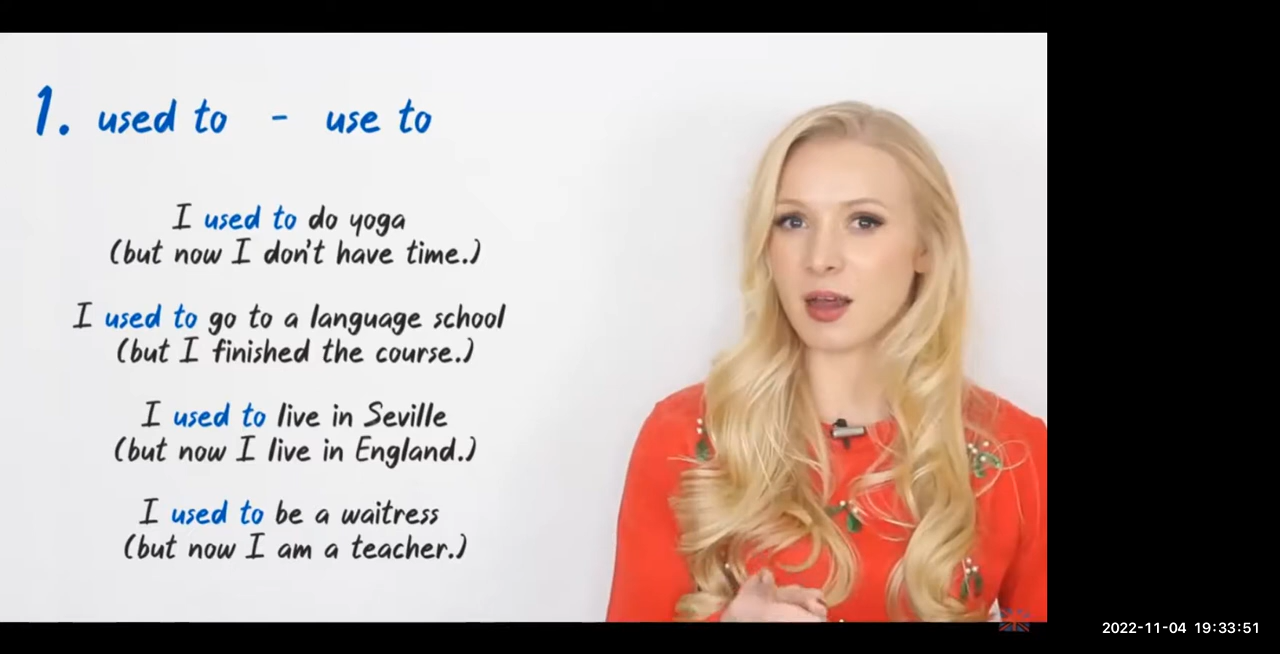 1. used to - use to
I used to do yoga
(but now I don't have time.)
I used to go to a language school
(but I finished the course.)
I used to live in Seville
(but now I live in England.)
I used to be a waitress
(but now I am a teacher.)
2022-11-04 19:33:51